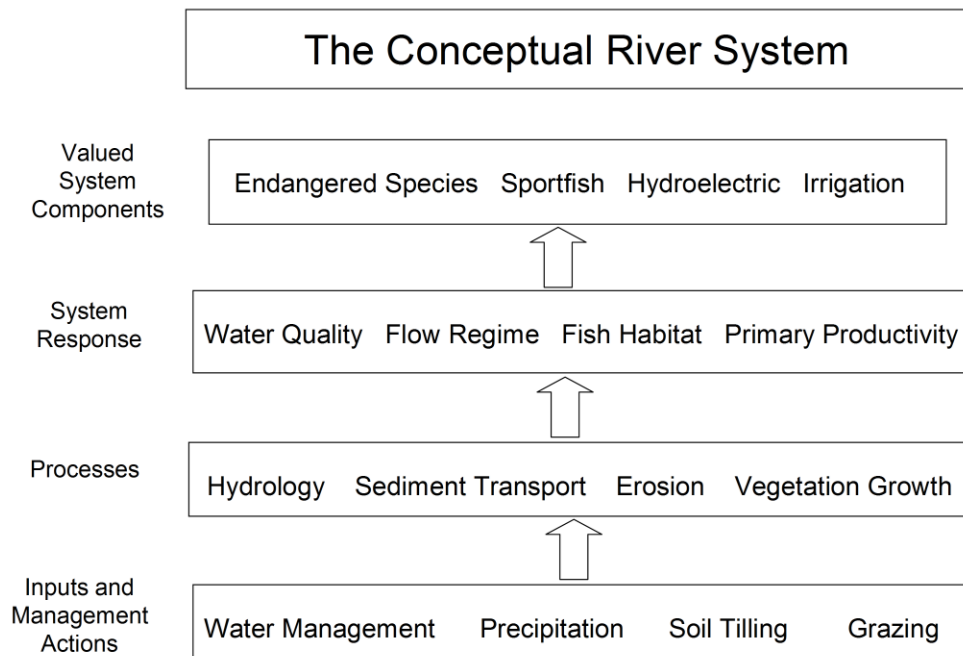 The Conceptual River System
Valued
System
Components
Endangered Species Sportfish Hydroelectric Irrigation
System
Response
Water Quality Flow Regime Fish Habitat Primary Productivity
Processes
Hydrology Sediment Transport Erosion Vegetation Growth
Inputs and
Management
Actions
Water Management Precipitation Soil Tilling Grazing